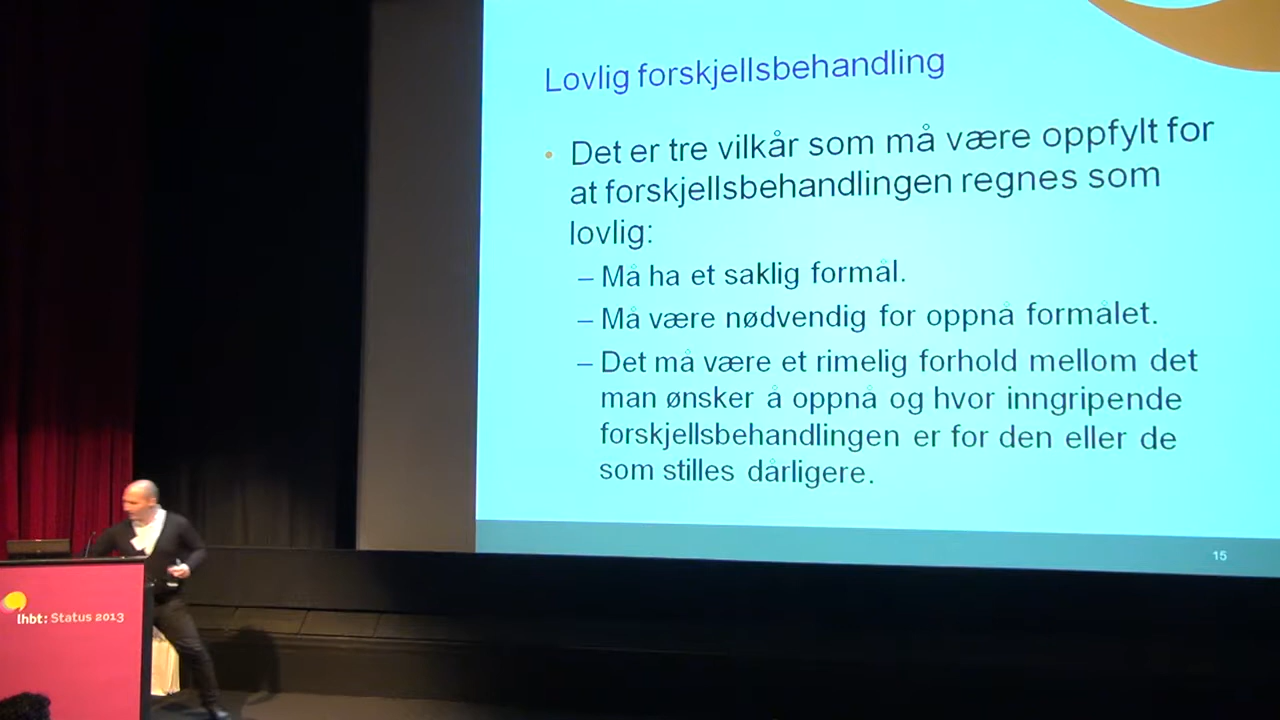 Lovlig forskjellsbehandling
• Det er tre vilkår som må være oppfylt for
at forskjellsbehandlingen regnes som
lovlig:
– Må ha et saklig formål.
– Må være nødvendig for oppnå formålet.
– Det må være et rimelig forhold mellom det
man ønsker å oppnå og hvor inngripende
forskjellsbehandlingen er for den eller de
som stilles dårligere.
15
lhbt: Status 2013